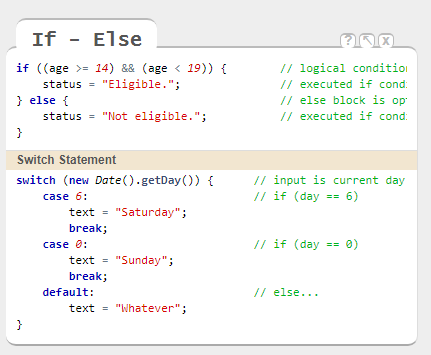 If - Else
? x
if ((age >= 14) && (age < 19)) { // logical condition
status = "Eligible."; // executed if cond
} else { // else block is op
status = "Not eligible."; // executed if cond
}
Switch Statement
switch (new Date().getDay()) { // input is current day
case 6: // if (day == 6)
text = "Saturday";
break;
case 0: // if (day == 0)
text = "Sunday";
break;
default: // else...
text = "Whatever";
}